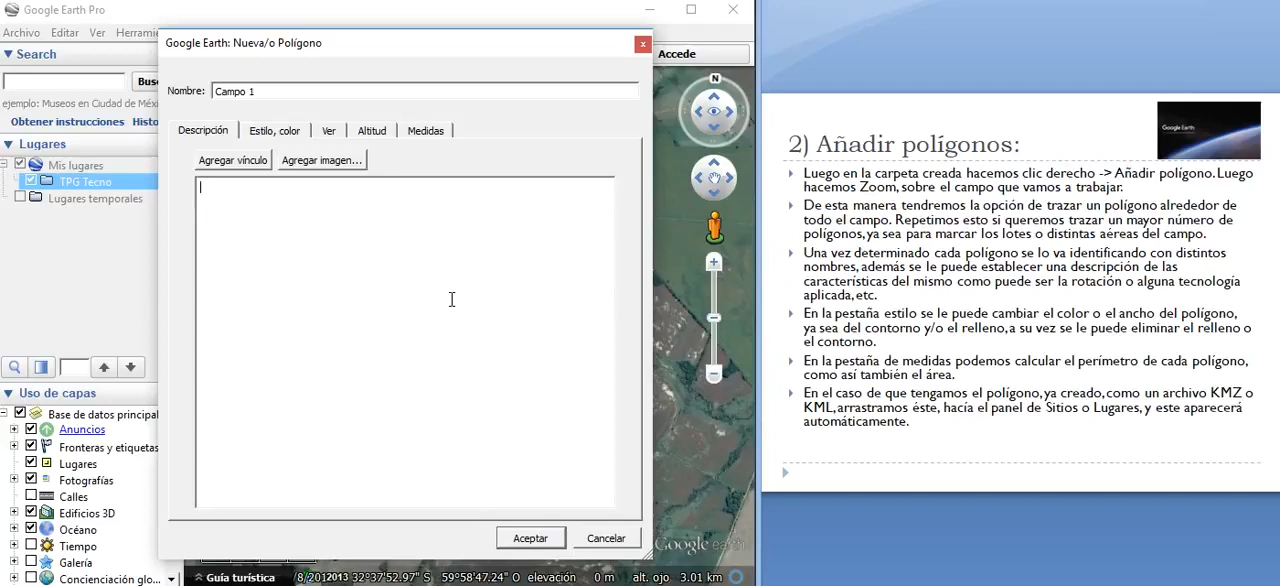 Google Earth Pro
Archivo Editar Ver Herramie
Search
Busc
ejemplo: Museos en Ciudad de Méxi
Obtener instrucciones Histo
Lugares
Mis lugares
TPG Tecno
Lugares temporales
Uso de capas
Base de datos principal
Anuncios
Fronteras y etiquetas
Lugares
Fotografías
Calles
Edificios 3D
Océano
Tiempo
Galería
Concienciación glo...
Google Earth: Nueva/o Polígono
x
Nombre: Campo 1
Descripción Estilo, color Ver Altitud Medidas
Agregar vínculo Agregar imagen...
Aceptar Cancelar
Accede
N
Google earth
Guía turística
/8/2012013 32°37'52.97" S 59°58'47.24" O elevación 0 m alt. ojo 3.01 km
Google Earth
2) Añadir polígonos:
Luego en la carpeta creada hacemos clic derecho -> Añadir polígono. Luego
hacemos Zoom, sobre el campo que vamos a trabajar.
De esta manera tendremos la opción de trazar un polígono alrededor de
todo el campo. Repetimos esto si queremos trazar un mayor número de
polígonos, ya sea para marcar los lotes o distintas aéreas del campo.
Una vez determinado cada polígono se lo va identificando con distintos
nombres, además se le puede establecer una descripción de las
características del mismo como puede ser la rotación o alguna tecnología
aplicada, etc.
En la pestaña estilo se le puede cambiar el color o el ancho del polígono,
ya sea del contorno y/o el relleno, a su vez se le puede eliminar el relleno o
el contorno.
En la pestaña de medidas podemos calcular el perímetro de cada polígono,
como así también el área.
En el caso de que tengamos el polígono, ya creado, como un archivo KMZ o
KML, arrastramos éste, hacía el panel de Sitios o Lugares, y este aparecerá
automáticamente.